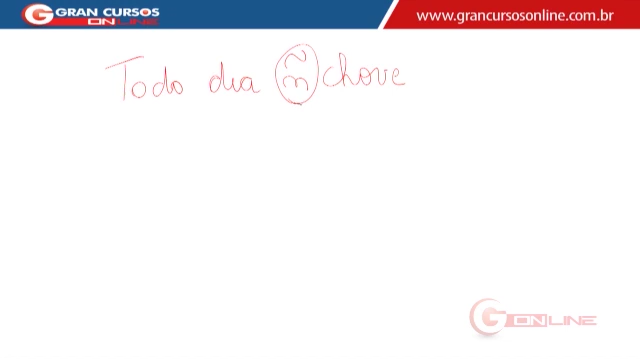 GRAN CURSOS
ONLINE
www.grancursosonline.com.br
Todo dia ñ chove
G ONLINE